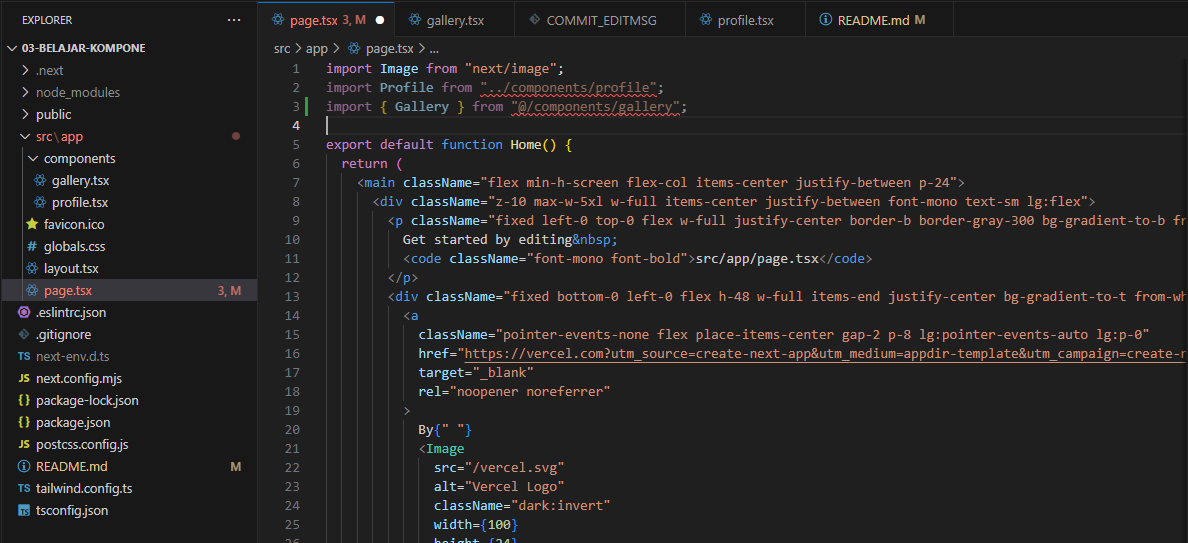 EXPLORER ...
page.tsx 3, M
gallery.tsx
COMMIT_EDITMSG
profile.tsx
README.md M
03-BELAJAR-KOMPONE
src > app > page.tsx > ...
.next
node_modules
public
src\app
components
gallery.tsx
profile.tsx
favicon.ico
# globals.css
layout.tsx
page.tsx 3, M
.eslintrc.json
.gitignore
TS next-env.d.ts
JS next.config.mjs
{} package-lock.json
{} package.json
JS postcss.config.js
README.md M
TS tailwind.config.ts
TS tsconfig.json
1 import Image from "next/image";
2 import Profile from "../components/profile";
3 import { Gallery } from "@/components/gallery";
4
5 export default function Home() {
6 return (
7 <main className="flex min-h-screen flex-col items-center justify-between p-24">
8 <div className="z-10 max-w-5xl w-full items-center justify-between font-mono text-sm lg:flex">
9 <p className="fixed left-0 top-0 flex w-full justify-center border-b border-gray-300 bg-gradient-to-b fr
10 Get started by editing&nbsp;
11 <code className="font-mono font-bold">src/app/page.tsx</code>
12 </p>
13 <div className="fixed bottom-0 left-0 flex h-48 w-full items-end justify-center bg-gradient-to-t from-wh
14 <a
15 className="pointer-events-none flex place-items-center gap-2 p-8 lg:pointer-events-auto lg:p-0"
16 href="https://vercel.com?utm_source=create-next-app&utm_medium=appdir-template&utm_campaign=create-n
17 target="_blank"
18 rel="noopener noreferrer"
19 >
20 By{" "}
21 <Image
22 src="/vercel.svg"
23 alt="Vercel Logo"
24 className="dark:invert"
25 width={100}
26 height={24}